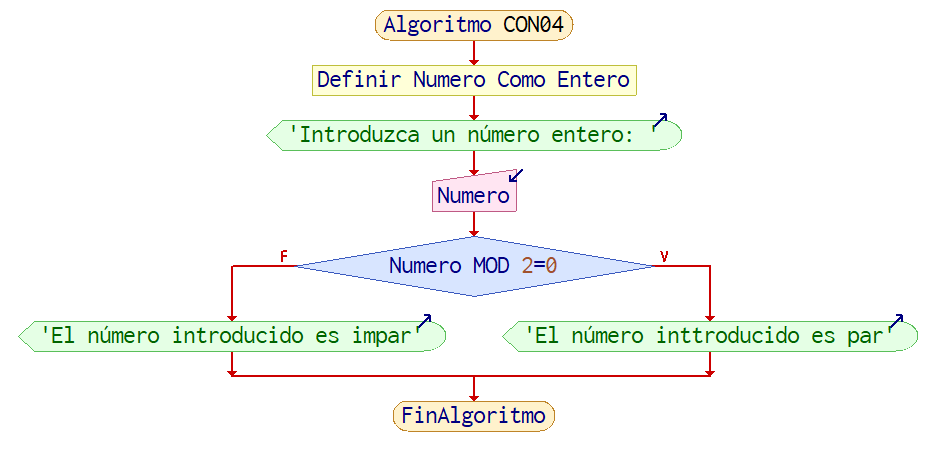 Algoritmo CON04
Definir Numero Como Entero
'Introduzca un número entero: '
Numero
F
V
Numero MOD 2=0
'El número introducido es impar'
'El número inttroducido es par'
FinAlgoritmo